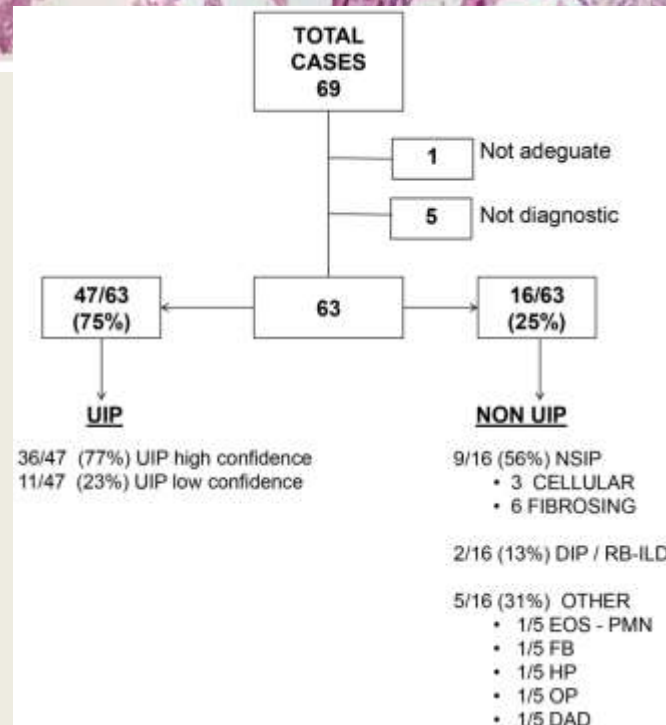 TOTAL
CASES
69
1
Not adequate
5
Not diagnostic
47/63
(75%)
63
16/63
(25%)
UIP
36/47 (77%) UIP high confidence
11/47 (23%) UIP low confidence
NON UIP
9/16 (56%) NSIP
• 3 CELLULAR
• 6 FIBROSING
2/16 (13%) DIP / RB-ILD
5/16 (31%) OTHER
• 1/5 EOS - PMN
• 1/5 FB
• 1/5 HP
• 1/5 OP
• 1/5 DAD